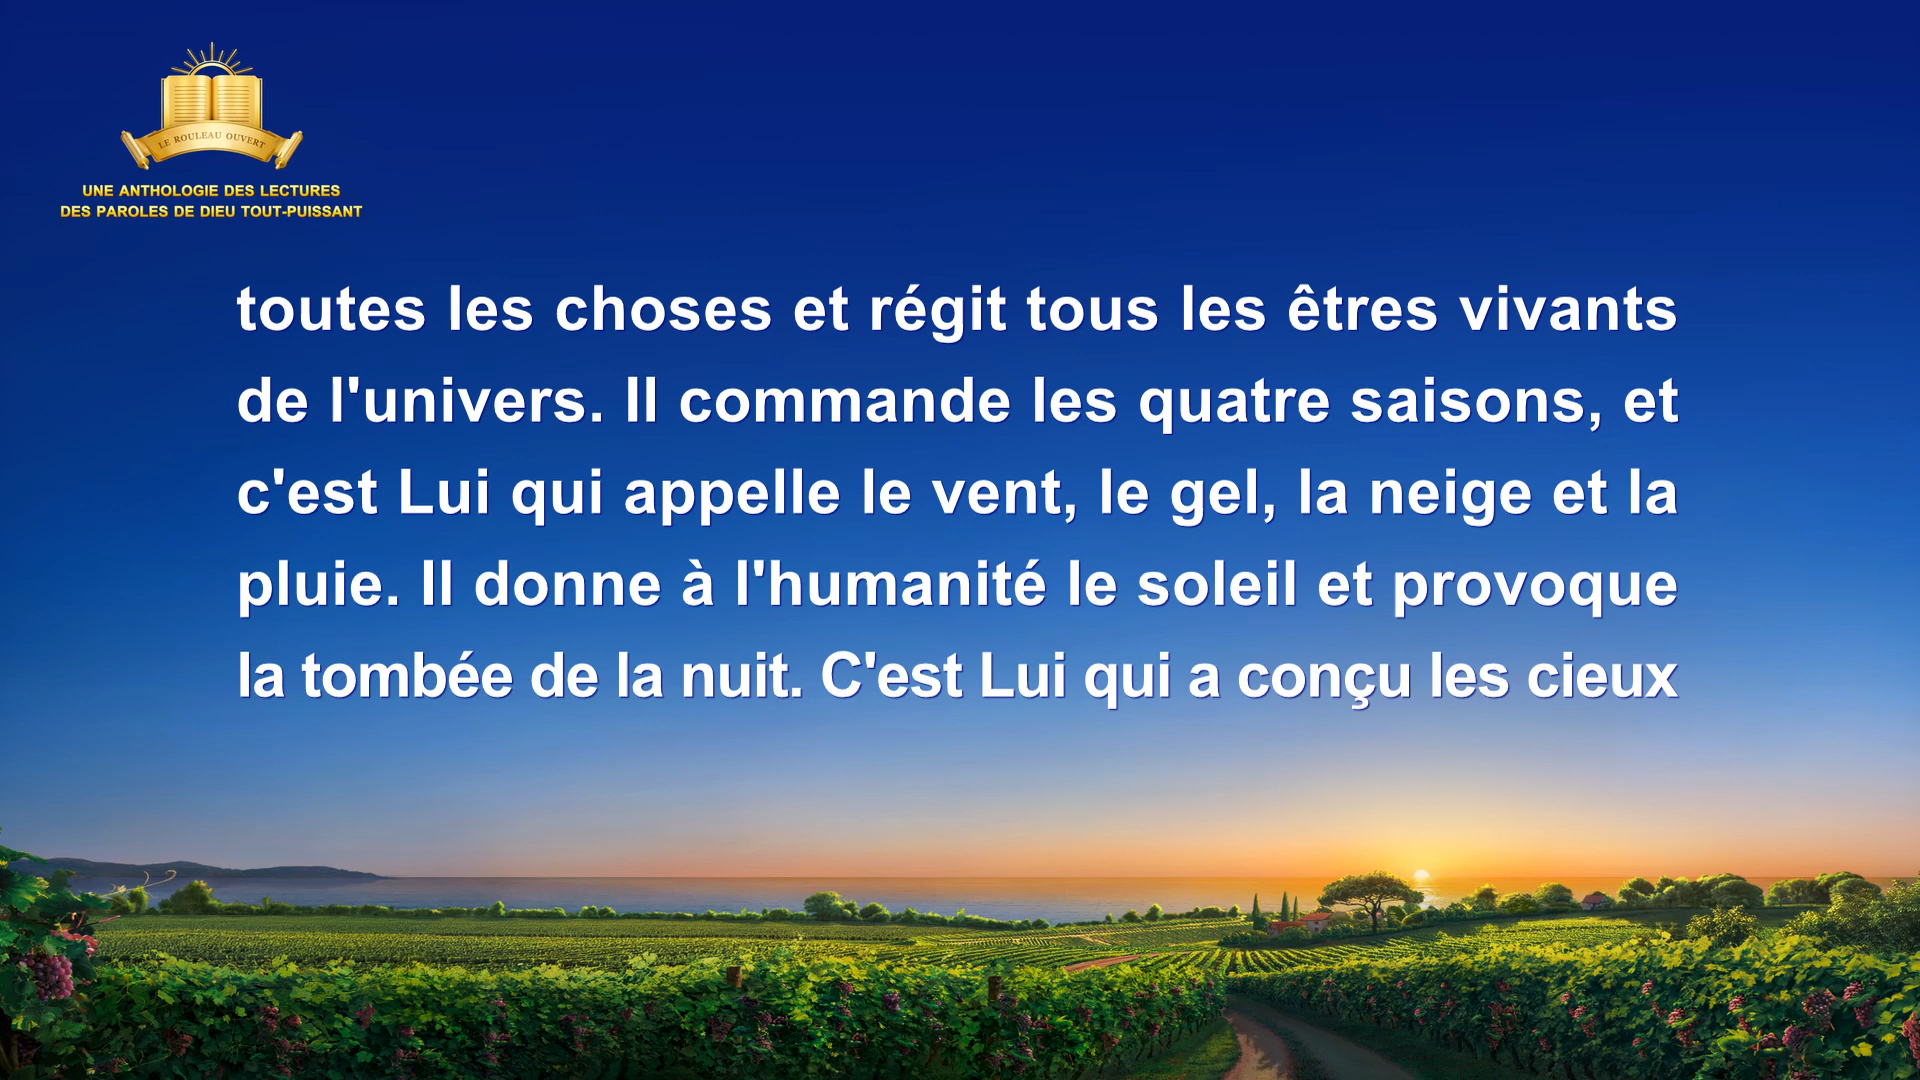 LE ROULEAU OUVERT
UNE ANTHOLOGIE DES LECTURES
DES PAROLES DE DIEU TOUT-PUISSANT
toutes les choses et régit tous les êtres vivants
de l'univers. Il commande les quatre saisons, et
c'est Lui qui appelle le vent, le gel, la neige et la
pluie. Il donne à l'humanité le soleil et provoque
la tombée de la nuit. C'est Lui qui a conçu les cieux